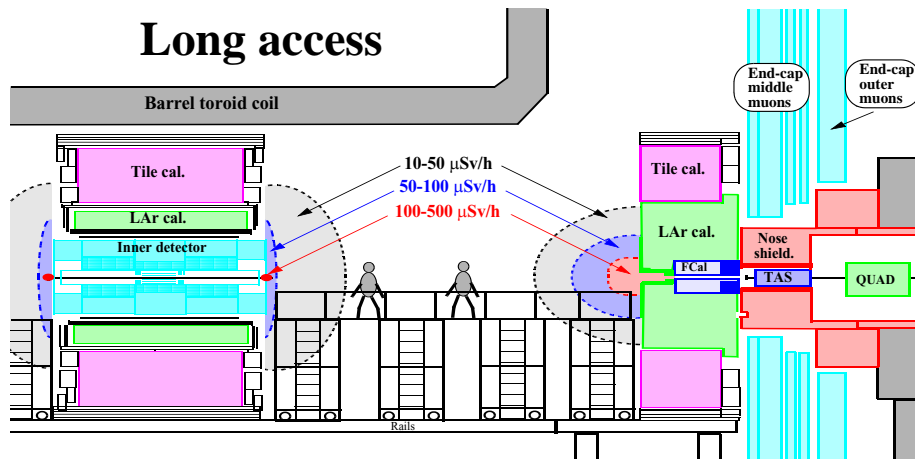 Long access
Barrel toroid coil
End-cap
middle
muons
End-cap
outer
muons
Tile cal.
10-50 μSv/h
50-100 μSv/h
100-500 μSv/h
Tile cal.
LAr cal.
Inner detector
LAr cal.
Nose
shield.
FCal
TAS
QUAD
Rails